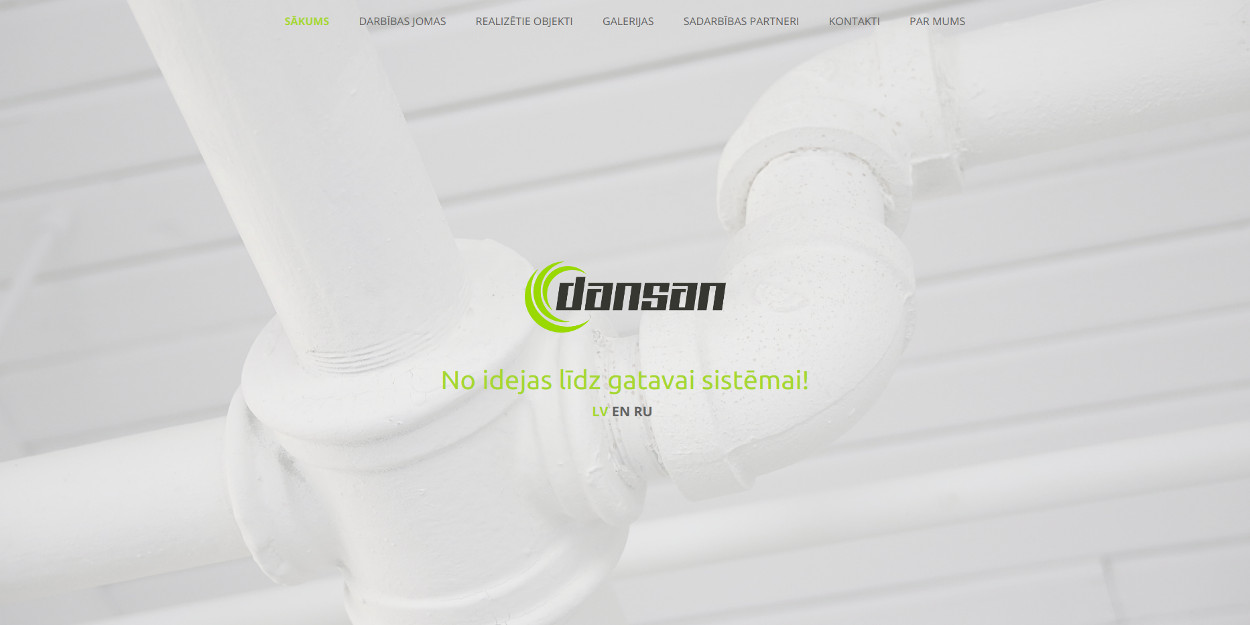 SĀKUMS DARBĪBAS JOMAS REALIZĒTIE OBJEKTI GALERIJAS SADARBĪBAS PARTNERI KONTAKTI PAR MUMS
dansan
No idejas līdz gatavai sistēmai!
LV EN RU